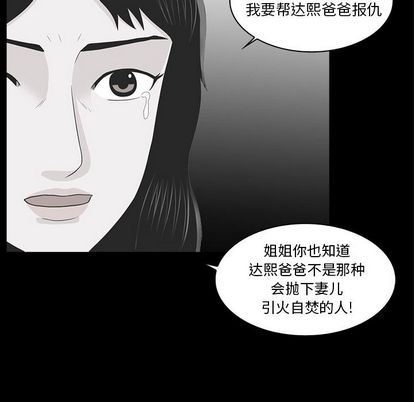 我要帮达熙爸爸报仇
姐姐你也知道
达熙爸爸不是那种
会抛下妻儿
引火自焚的人!